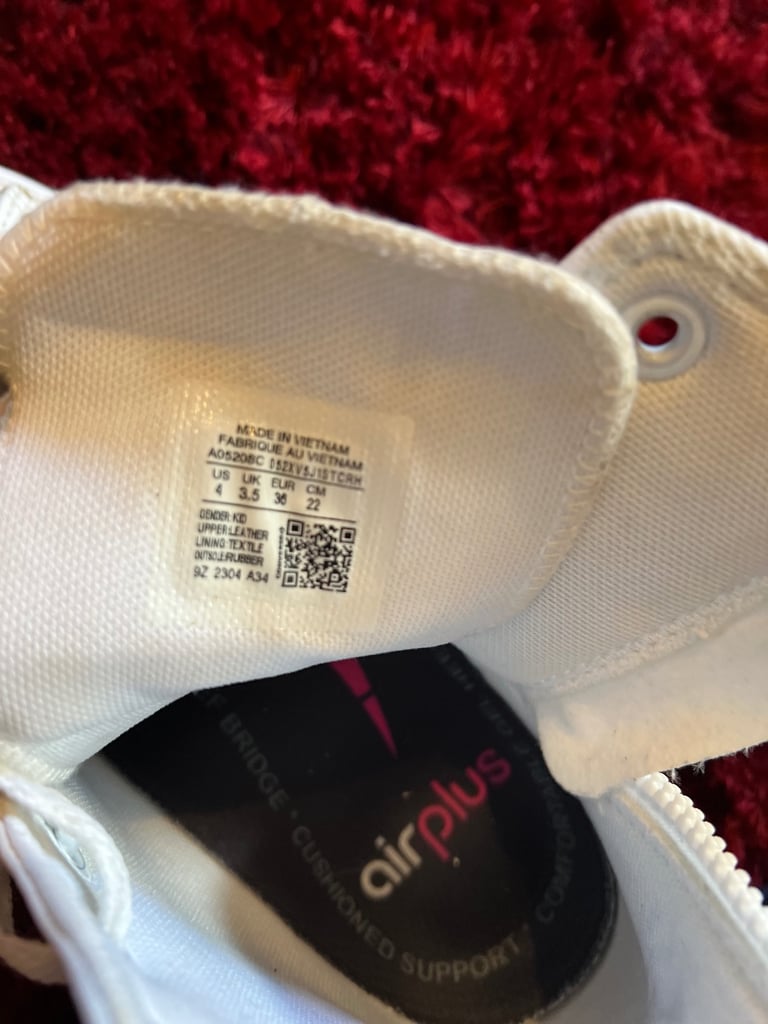 MADE IN VIETNAM
FABRIQUE AU VIETNAM
A05208C 052XV5J1STCRH
US UK EUR CM
4 3.5 36 22
GENDER:KID
UPPER:LEATHER
LINING:TEXTILE
OUTSOLE:RUBBER
9Z 2304 A34
airplus
BRIDGE • CUSHIONED SUPPORT •